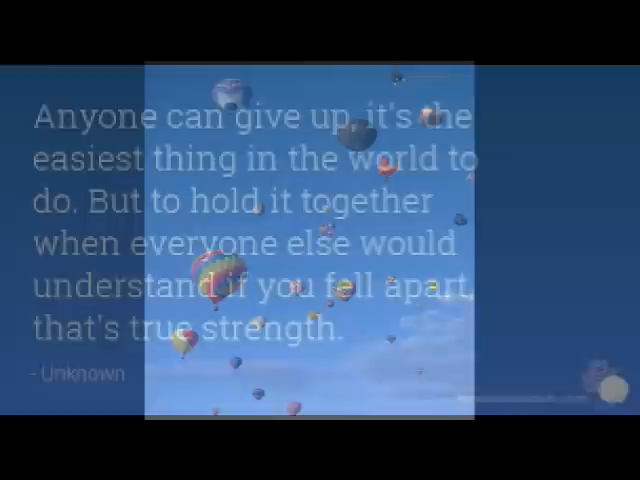 Anyone can give up, it's the
easiest thing in the world to
do. But to hold it together
when everyone else would
understand if you fell apart,
that's true strength.
- Unknown